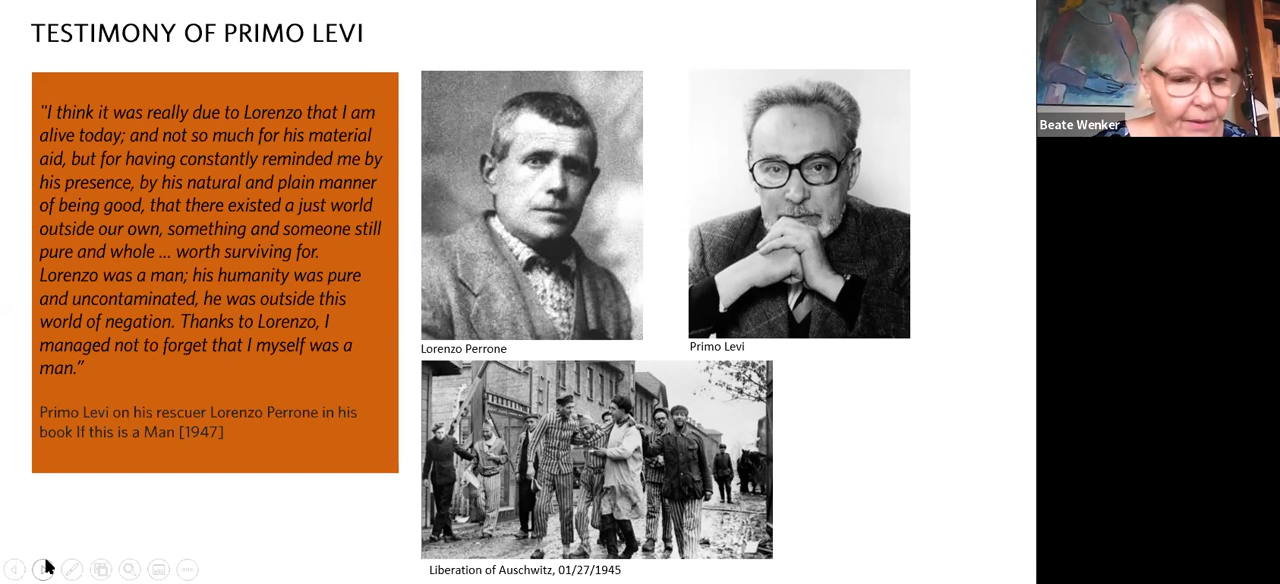 TESTIMONY OF PRIMO LEVI
"I think it was really due to Lorenzo that I am
alive today; and not so much for his material
aid, but for having constantly reminded me by
his presence, by his natural and plain manner
of being good, that there existed a just world
outside our own, something and someone still
pure and whole ... worth surviving for.
Lorenzo was a man; his humanity was pure
and uncontaminated, he was outside this
world of negation. Thanks to Lorenzo, I
managed not to forget that I myself was a
man.”
Primo Levi on his rescuer Lorenzo Perrone in his
book If this is a Man [1947]
Lorenzo Perrone
Primo Levi
Liberation of Auschwitz, 01/27/1945
Beate Wenker